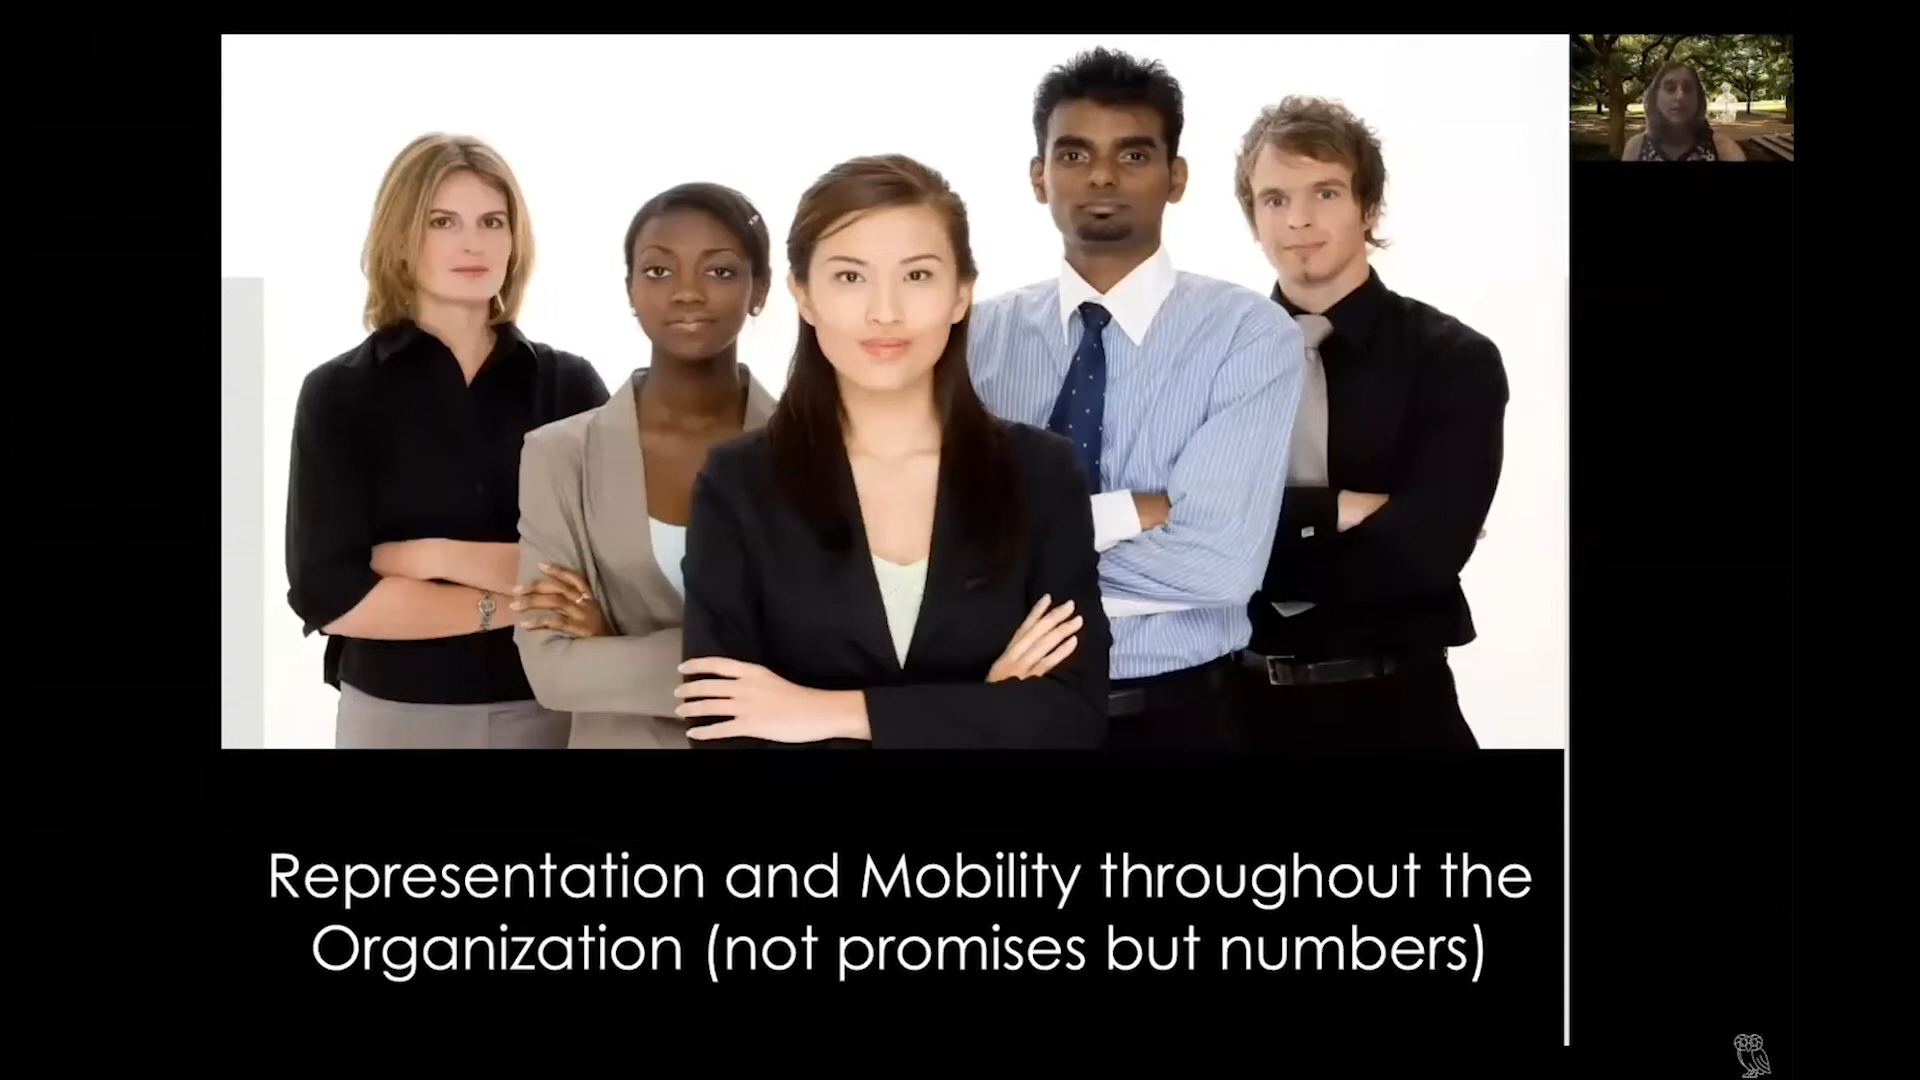 Representation and Mobility throughout the
Organization (not promises but numbers)